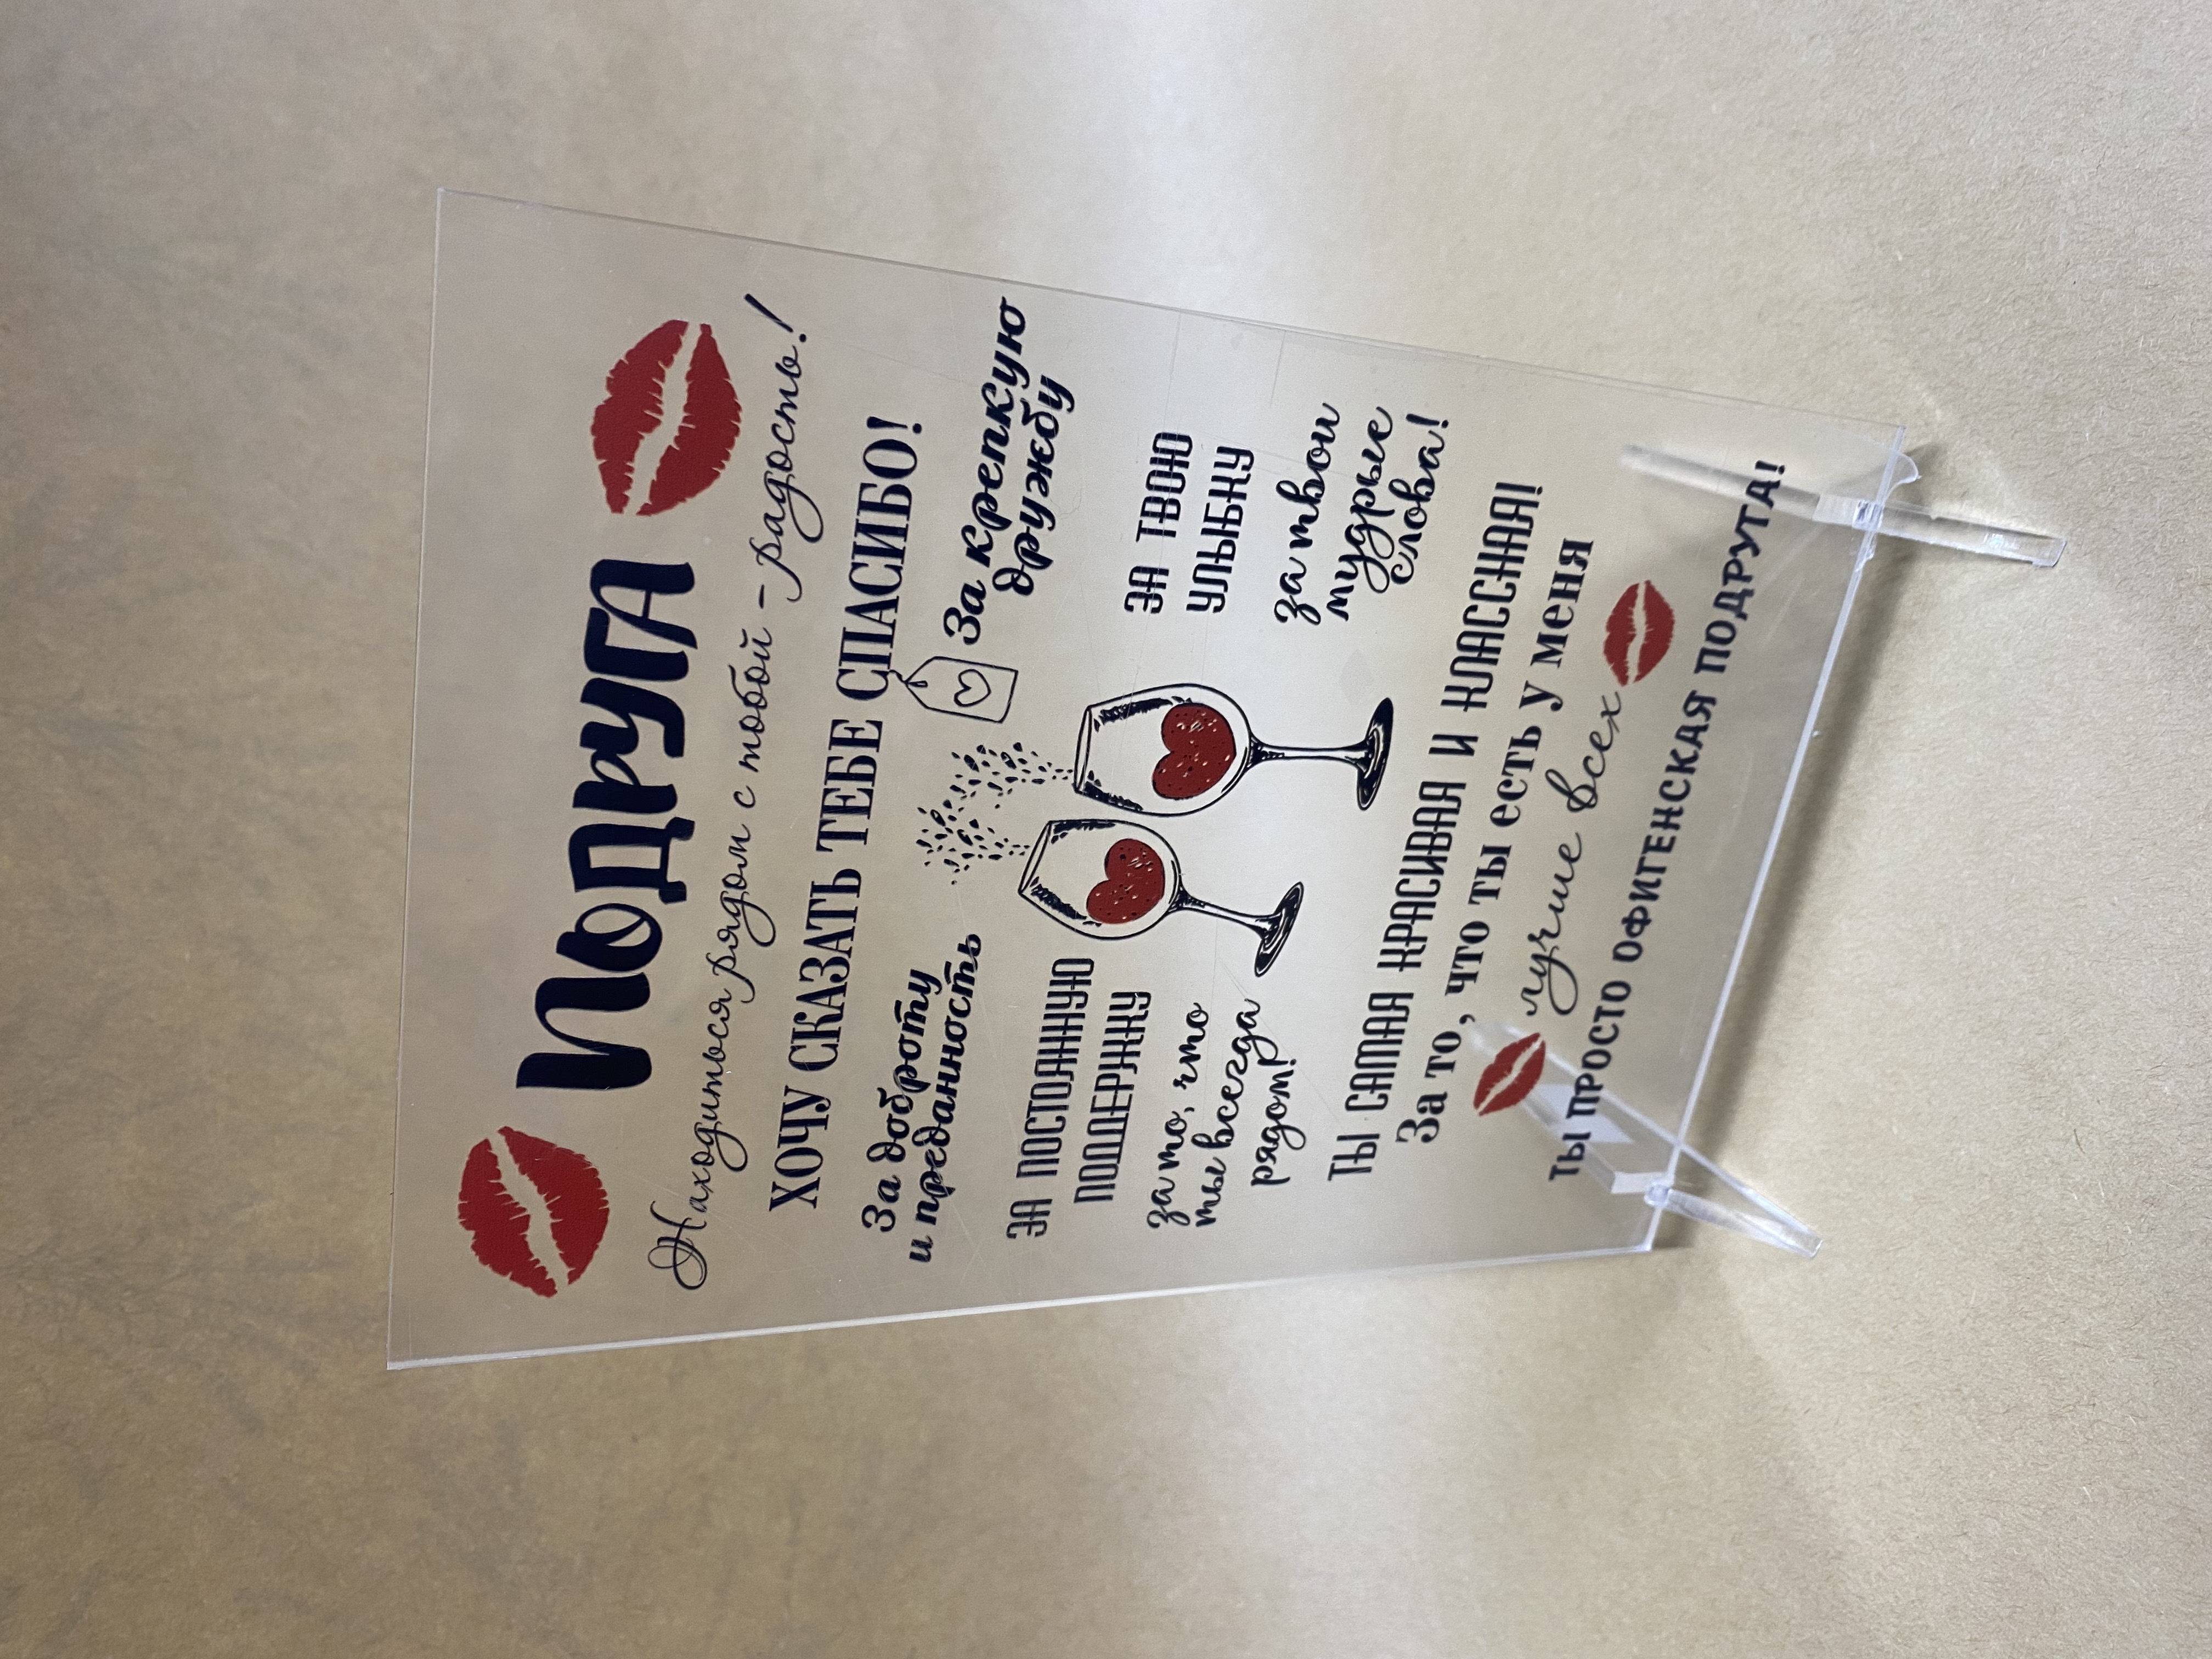 Подруга
Находиться рядом с тобой - радость!
ХОЧУ СКАЗАТЬ ТЕБЕ СПАСИБО!
За доброту
и преданность
За крепкую
дружбу
ЗА ПОСТОЯННУЮ
ПОДДЕРЖКУ
ЗА ТВОЮ
УЛЫБКУ
за то, что
ты всегда
рядом!
за твои
мудрые
слова!
ТЫ САМАЯ КРАСИВАЯ И КЛАССНАЯ!
За то, что ты есть у меня
лучше всех
ТЫ ПРОСТО ОФИГЕНСКАЯ ПОДРУГА!